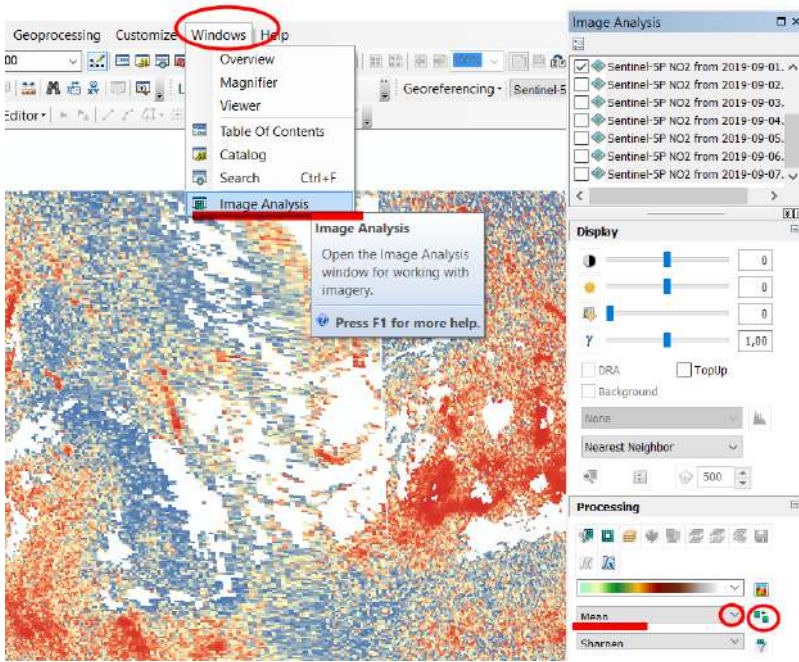 Geoprocessing Customize Windows Help
Overview
Magnifier
Viewer
Table Of Contents
Catalog
Search Ctrl+F
Image Analysis
Georeferencing Sentinel-5
Editor
Image Analysis
Open the Image Analysis
window for working with
imagery.
Press F1 for more help.
Image Analysis
Sentinel-5P NO2 from 2019-09-01.
Sentinel-5P NO2 from 2019-09-02.
Sentinel-5P NO2 from 2019-09-03.
Sentinel-5P NO2 from 2019-09-04.
Sentinel-5P NO2 from 2019-09-05.
Sentinel-5P NO2 from 2019-09-06.
Sentinel-5P NO2 from 2019-09-07.
Display
0
0
0
γ 1,00
DRA TopUp
Background
None
Nearest Neighbor
500
Processing
Mean
Sharpen